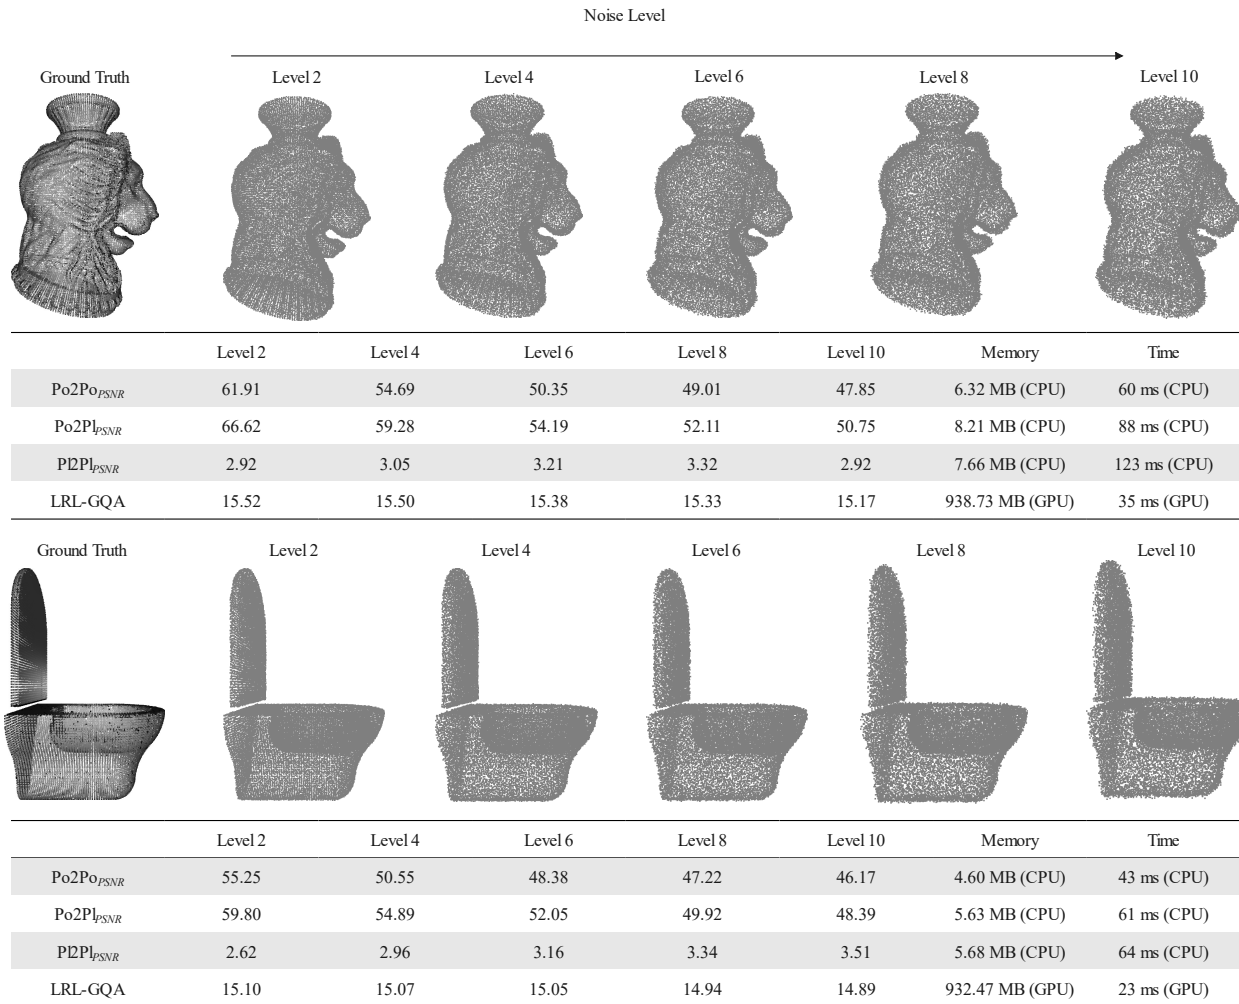 Noise Level
Ground Truth Level 2 Level 4 Level 6 Level 8 Level 10
Level 2 Level 4 Level 6 Level 8 Level 10 Memory Time
Po2Po_PSNR 61.91 54.69 50.35 49.01 47.85 6.32 MB (CPU) 60 ms (CPU)
Po2Pl_PSNR 66.62 59.28 54.19 52.11 50.75 8.21 MB (CPU) 88 ms (CPU)
Pl2Pl_PSNR 2.92 3.05 3.21 3.32 2.92 7.66 MB (CPU) 123 ms (CPU)
LRL-GQA 15.52 15.50 15.38 15.33 15.17 938.73 MB (GPU) 35 ms (GPU)
Ground Truth Level 2 Level 4 Level 6 Level 8 Level 10
Level 2 Level 4 Level 6 Level 8 Level 10 Memory Time
Po2Po_PSNR 55.25 50.55 48.38 47.22 46.17 4.60 MB (CPU) 43 ms (CPU)
Po2Pl_PSNR 59.80 54.89 52.05 49.92 48.39 5.63 MB (CPU) 61 ms (CPU)
Pl2Pl_PSNR 2.62 2.96 3.16 3.34 3.51 5.68 MB (CPU) 64 ms (CPU)
LRL-GQA 15.10 15.07 15.05 14.94 14.89 932.47 MB (GPU) 23 ms (GPU)